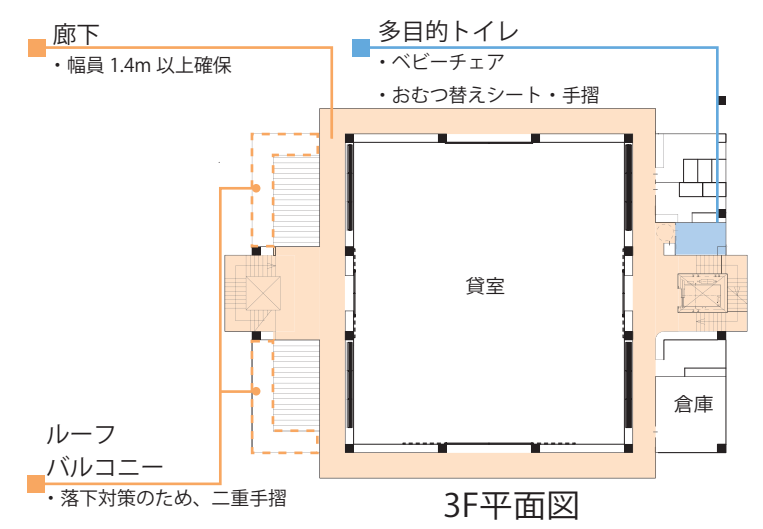 廊下
・幅員 1.4m 以上確保
多目的トイレ
・ベビーチェア
・おむつ替えシート・手摺
貸室
倉庫
ルーフ
バルコニー
・落下対策のため、二重手摺
3F平面図